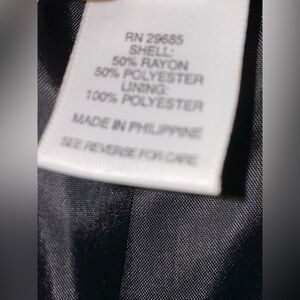 RN 29685
SHELL:
50% RAYON
50% POLYESTER
LINING:
100% POLYESTER
MADE IN PHILIPPINE
SEE REVERSE FOR CARE